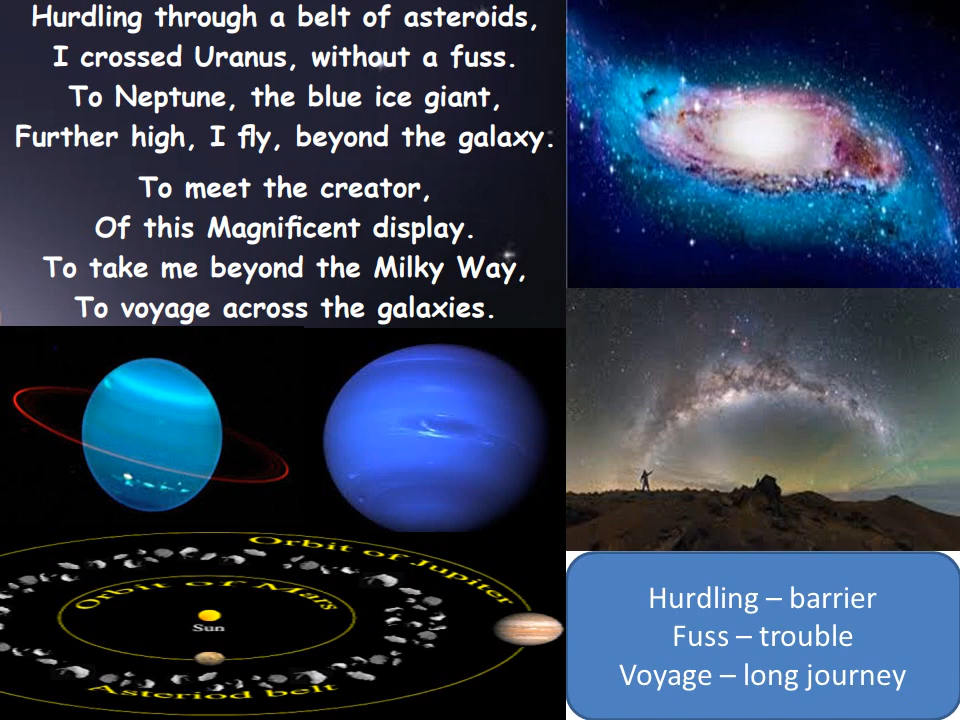 Hurdling through a belt of asteroids,
I crossed Uranus, without a fuss.
To Neptune, the blue ice giant,
Further high, I fly, beyond the galaxy.
To meet the creator,
Of this Magnificent display.
To take me beyond the Milky Way,
To voyage across the galaxies.
Orbit of Jupiter
Orbit of Mars
Sun
Asteriod belt
Hurdling – barrier
Fuss – trouble
Voyage – long journey